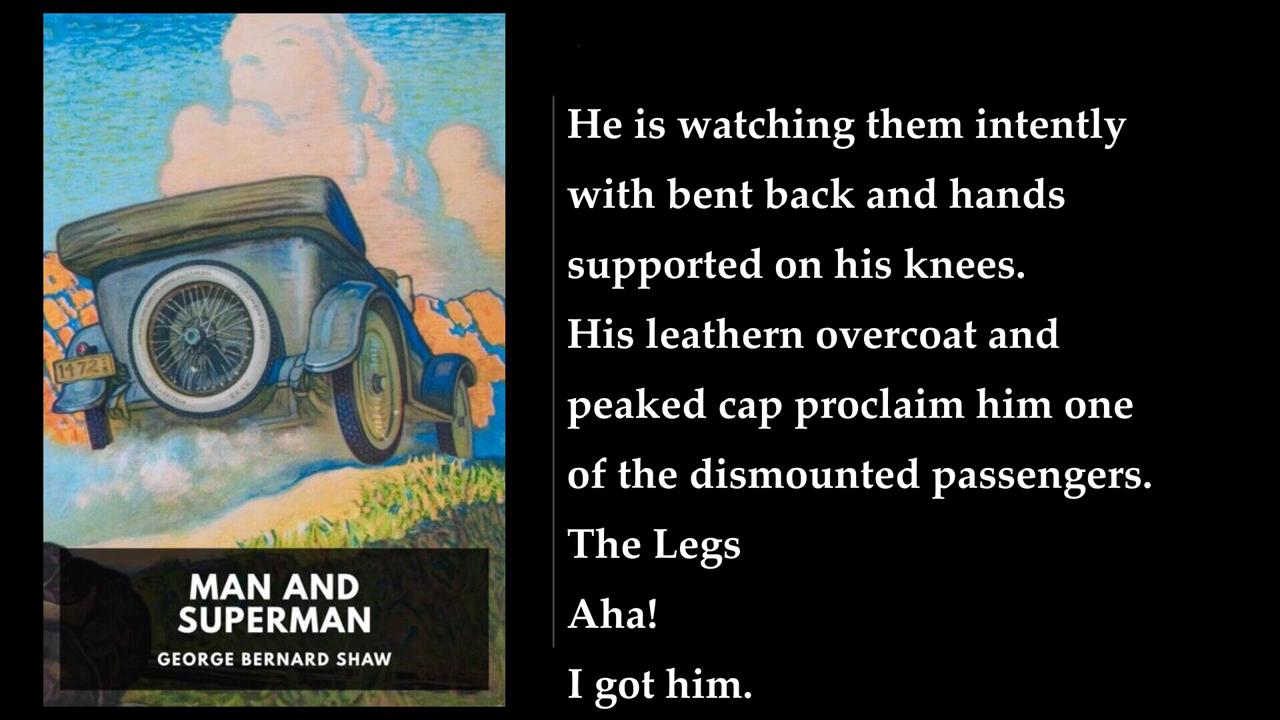 1472
MAN AND
SUPERMAN
GEORGE BERNARD SHAW
He is watching them intently
with bent back and hands
supported on his knees.
His leathern overcoat and
peaked cap proclaim him one
of the dismounted passengers.
The Legs
Aha!
I got him.